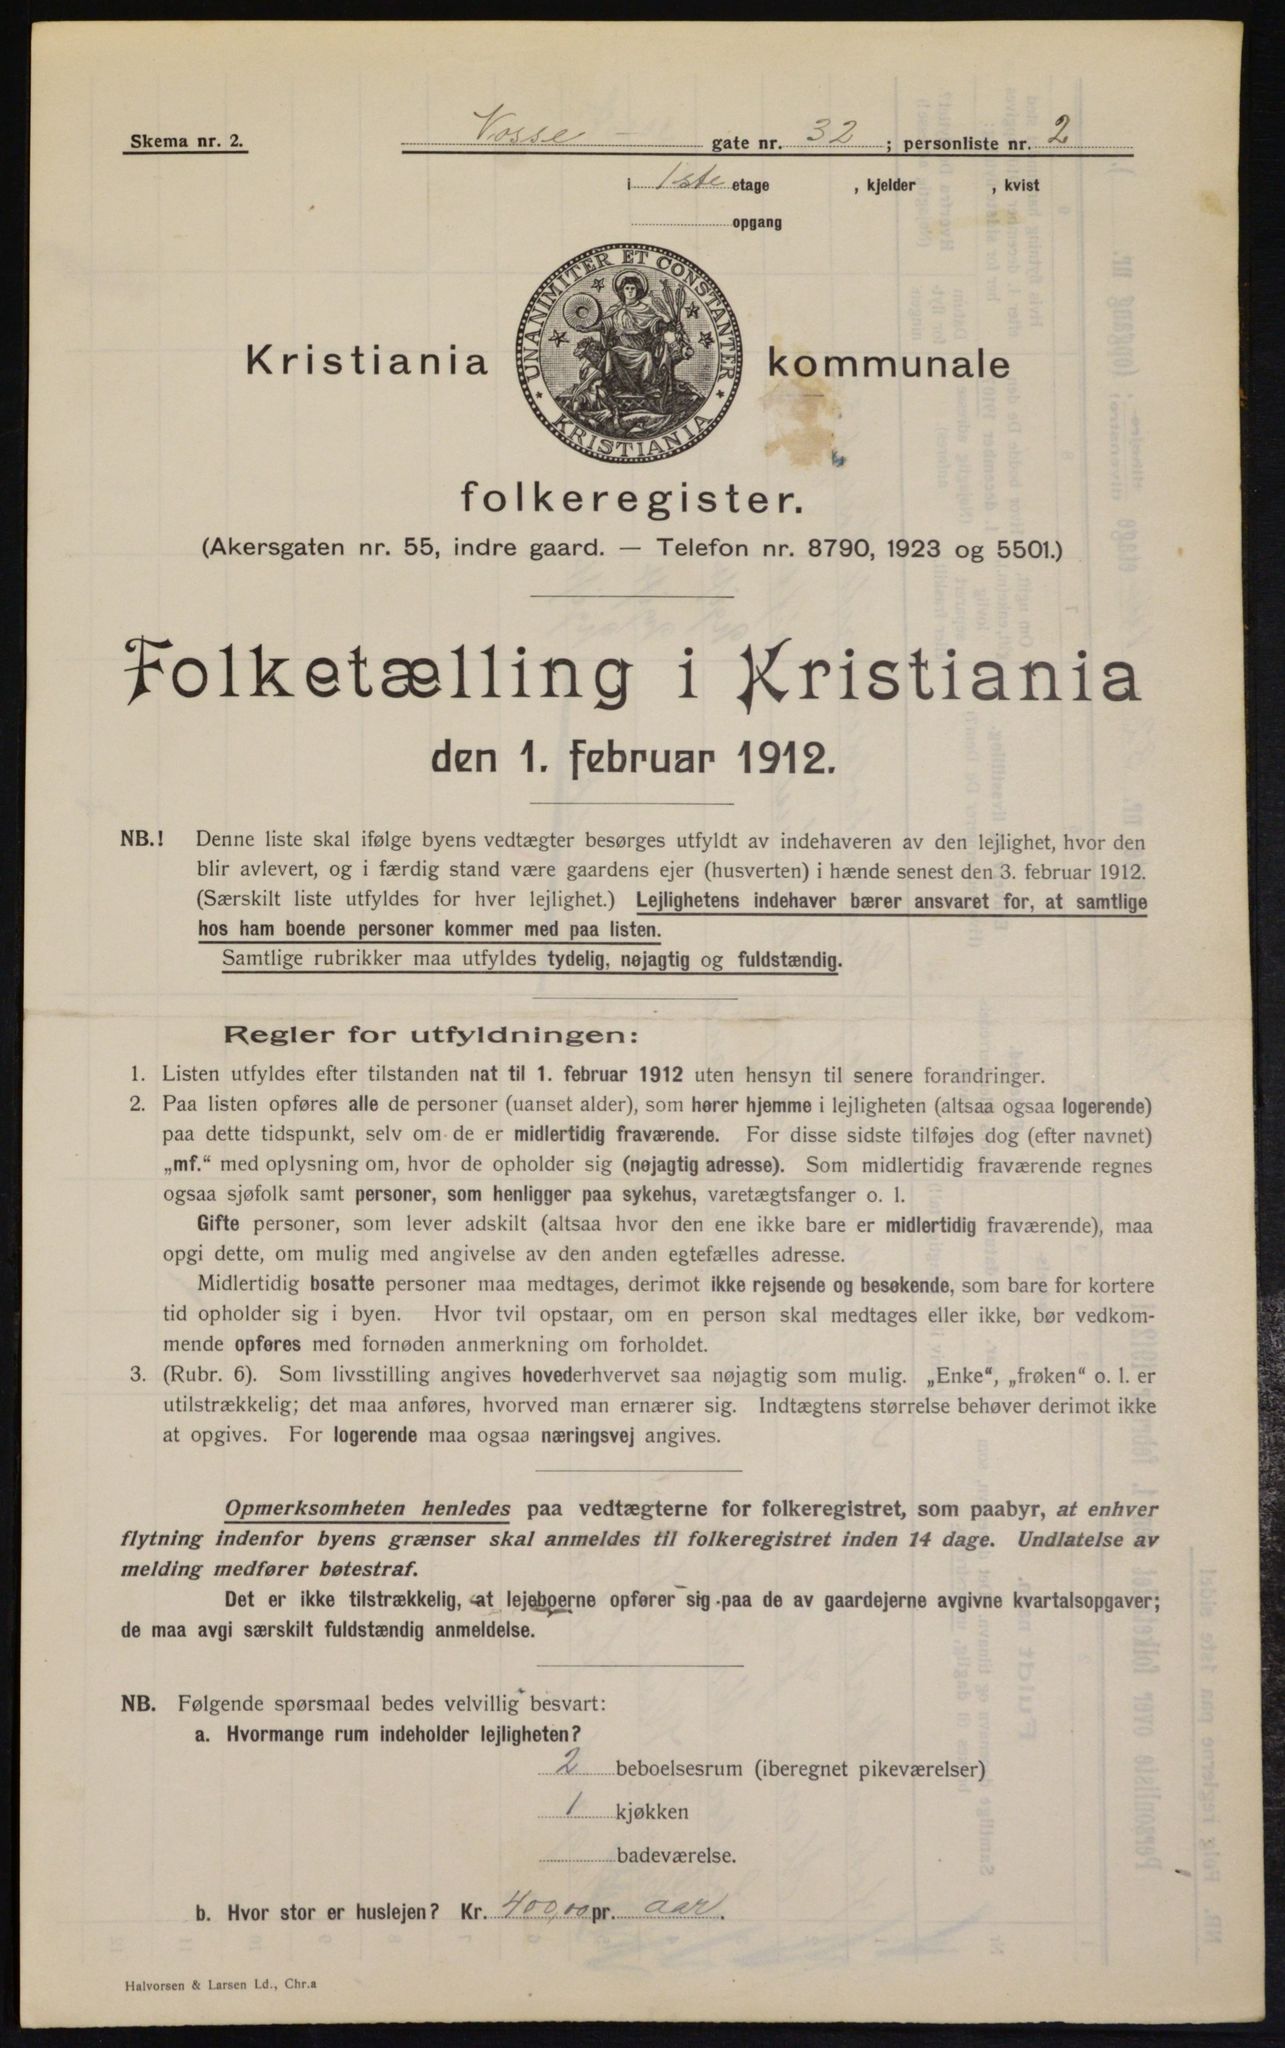 Skema nr. 2.
Vosse gate nr. 32 ; personliste nr. 2
i 1ste etage , kjelder , kvist
opgang
UNANIMITER ET CONSTANTER
KRISTIANIA
Kristiania kommunale
folkeregister.
(Akersgaten nr. 55, indre gaard. — Telefon nr. 8790, 1923 og 5501.)
Folketælling i Kristiania
den 1. februar 1912.
NB.! Denne liste skal ifølge byens vedtægter besørges utfyldt av indehaveren av den lejlighet, hvor den
blir avlevert, og i færdig stand være gaardens ejer (husverten) i hænde senest den 3. februar 1912.
(Særskilt liste utfyldes for hver lejlighet.) Lejlighetens indehaver bærer ansvaret for, at samtlige
hos ham boende personer kommer med paa listen.
Samtlige rubrikker maa utfyldes tydelig, nøjagtig og fuldstændig.
Regler for utfyldningen:
1. Listen utfyldes efter tilstanden nat til 1. februar 1912 uten hensyn til senere forandringer.
2. Paa listen opføres alle de personer (uanset alder), som hører hjemme i lejligheten (altsaa ogsaa logerende)
paa dette tidspunkt, selv om de er midlertidig fraværende. For disse sidste tilføjes dog (efter navnet)
„mf.“ med oplysning om, hvor de opholder sig (nøjagtig adresse). Som midlertidig fraværende regnes
ogsaa sjøfolk samt personer, som henligger paa sykehus, varetægtsfanger o. l.
Gifte personer, som lever adskilt (altsaa hvor den ene ikke bare er midlertidig fraværende), maa
opgi dette, om mulig med angivelse av den anden egtefælles adresse.
Midlertidig bosatte personer maa medtages, derimot ikke rejsende og besøkende, som bare for kortere
tid opholder sig i byen. Hvor tvil opstaar, om en person skal medtages eller ikke, bør vedkom-
mende opføres med fornøden anmerkning om forholdet.
3. (Rubr. 6). Som livsstilling angives hovederhvervet saa nøjagtig som mulig. „Enke“, „frøken“ o. l. er
utilstrækkelig; det maa anføres, hvorved man ernærer sig. Indtægtens størrelse behøver derimot ikke
at opgives. For logerende maa ogsaa næringsvej angives.
Opmerksomheten henledes paa vedtægterne for folkeregistret, som paabyr, at enhver
flytning indenfor byens grænser skal anmeldes til folkeregistret inden 14 dage. Undlatelse av
melding medfører bøtestraf.
Det er ikke tilstrækkelig, at lejeboerne opfører sig paa de av gaardejerne avgivne kvartalsopgaver;
de maa avgi særskilt fuldstændig anmeldelse.
NB. Følgende spørsmaal bedes velvillig besvart:
a. Hvormange rum indeholder lejligheten?
2 beboelsesrum (iberegnet pikeværelser)
1 kjøkken
badeværelse.
b. Hvor stor er huslejen? Kr. 400,00 pr. aar.
Halvorsen & Larsen Ld., Chr.a